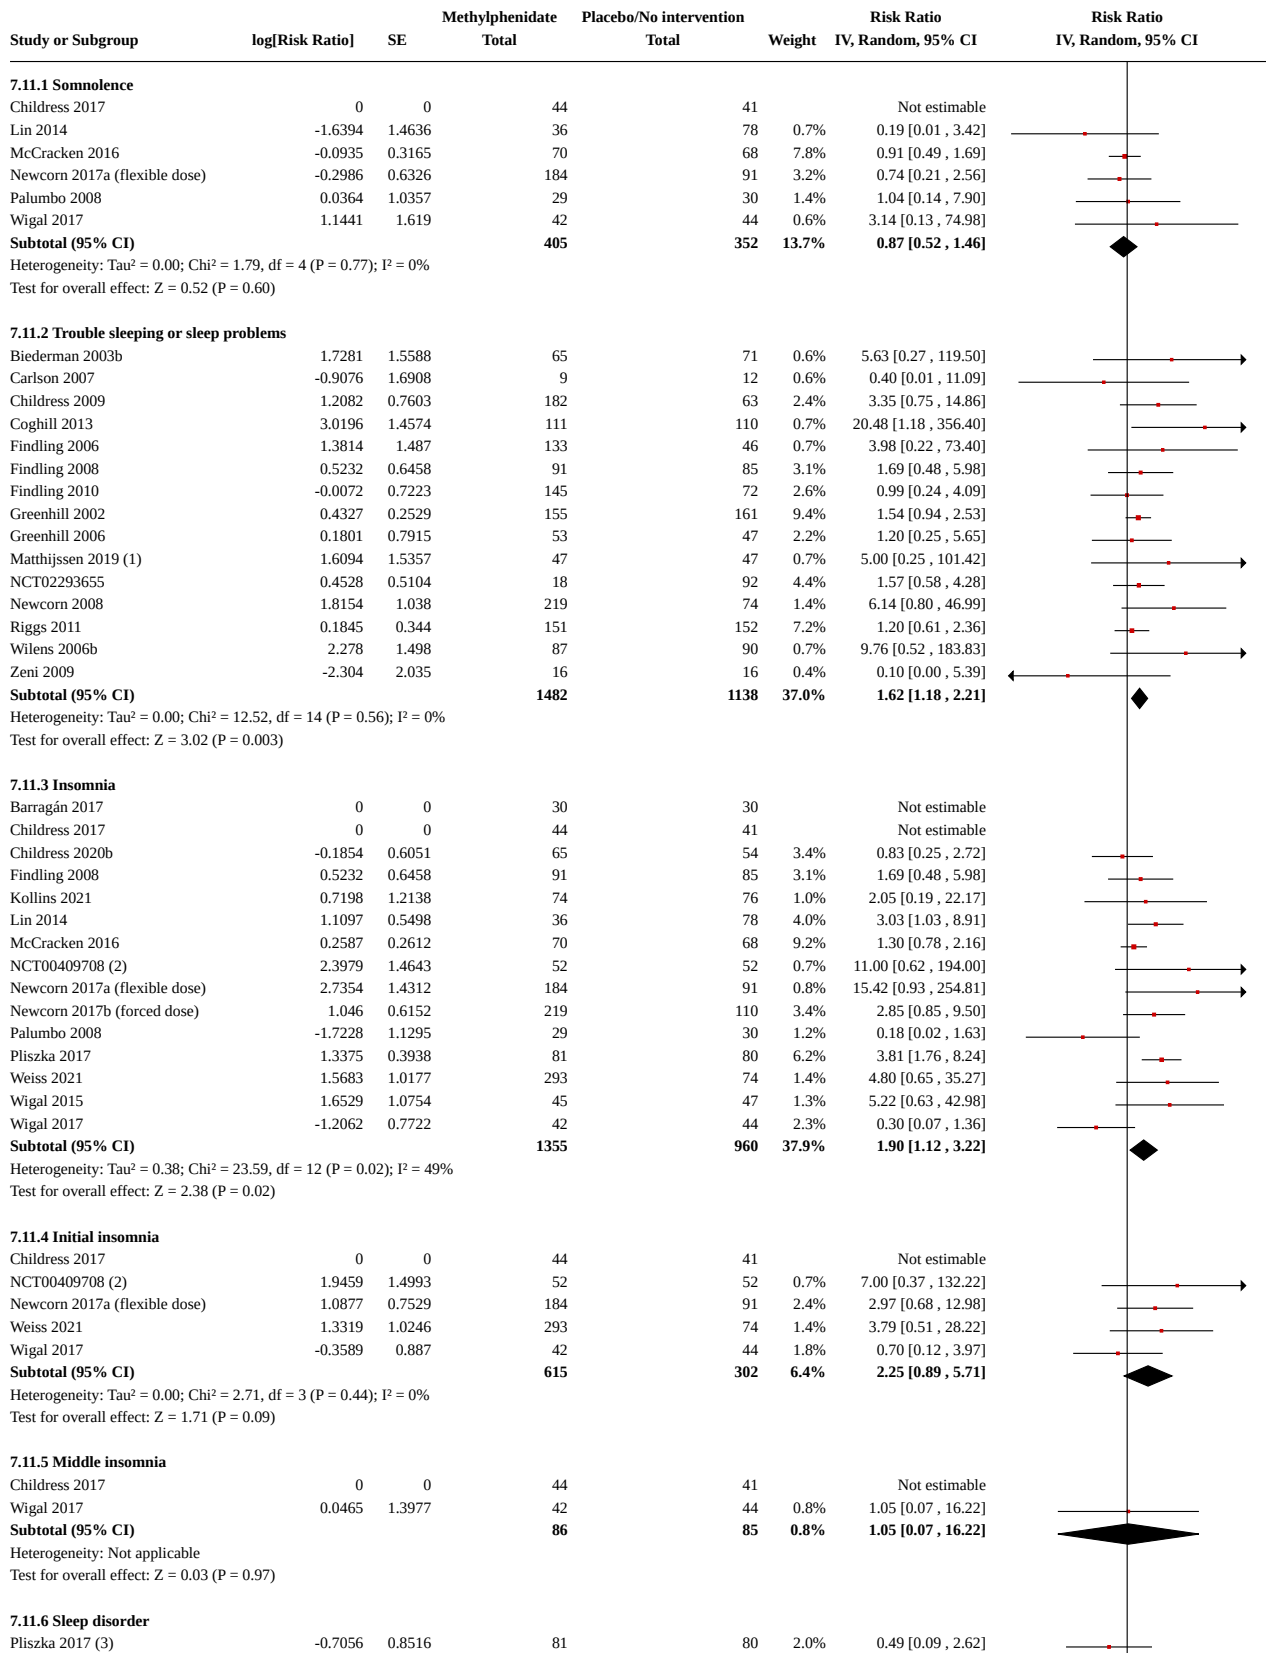 Methylphenidate Placebo/No intervention Risk Ratio Risk Ratio
Study or Subgroup log[Risk Ratio] SE Total Total Weight IV, Random, 95% CI IV, Random, 95% CI
7.11.1 Somnolence
Childress 2017 0 0 44 41 Not estimable
Lin 2014 -1.6394 1.4636 36 78 0.7% 0.19 [0.01 , 3.42]
McCracken 2016 -0.0935 0.3165 70 68 7.8% 0.91 [0.49 , 1.69]
Newcorn 2017a (flexible dose) -0.2986 0.6326 184 91 3.2% 0.74 [0.21 , 2.56]
Palumbo 2008 0.0364 1.0357 29 30 1.4% 1.04 [0.14 , 7.90]
Wigal 2017 1.1441 1.619 42 44 0.6% 3.14 [0.13 , 74.98]
Subtotal (95% CI) 405 352 13.7% 0.87 [0.52 , 1.46]
Heterogeneity: Tau² = 0.00; Chi² = 1.79, df = 4 (P = 0.77); I² = 0%
Test for overall effect: Z = 0.52 (P = 0.60)
7.11.2 Trouble sleeping or sleep problems
Biederman 2003b 1.7281 1.5588 65 71 0.6% 5.63 [0.27 , 119.50]
Carlson 2007 -0.9076 1.6908 9 12 0.6% 0.40 [0.01 , 11.09]
Childress 2009 1.2082 0.7603 182 63 2.4% 3.35 [0.75 , 14.86]
Coghill 2013 3.0196 1.4574 111 110 0.7% 20.48 [1.18 , 356.40]
Findling 2006 1.3814 1.487 133 46 0.7% 3.98 [0.22 , 73.40]
Findling 2008 0.5232 0.6458 91 85 3.1% 1.69 [0.48 , 5.98]
Findling 2010 -0.0072 0.7223 145 72 2.6% 0.99 [0.24 , 4.09]
Greenhill 2002 0.4327 0.2529 155 161 9.4% 1.54 [0.94 , 2.53]
Greenhill 2006 0.1801 0.7915 53 47 2.2% 1.20 [0.25 , 5.65]
Matthijssen 2019 (1) 1.6094 1.5357 47 47 0.7% 5.00 [0.25 , 101.42]
NCT02293655 0.4528 0.5104 18 92 4.4% 1.57 [0.58 , 4.28]
Newcorn 2008 1.8154 1.038 219 74 1.4% 6.14 [0.80 , 46.99]
Riggs 2011 0.1845 0.344 151 152 7.2% 1.20 [0.61 , 2.36]
Wilens 2006b 2.278 1.498 87 90 0.7% 9.76 [0.52 , 183.83]
Zeni 2009 -2.304 2.035 16 16 0.4% 0.10 [0.00 , 5.39]
Subtotal (95% CI) 1482 1138 37.0% 1.62 [1.18 , 2.21]
Heterogeneity: Tau² = 0.00; Chi² = 12.52, df = 14 (P = 0.56); I² = 0%
Test for overall effect: Z = 3.02 (P = 0.003)
7.11.3 Insomnia
Barragán 2017 0 0 30 30 Not estimable
Childress 2017 0 0 44 41 Not estimable
Childress 2020b -0.1854 0.6051 65 54 3.4% 0.83 [0.25 , 2.72]
Findling 2008 0.5232 0.6458 91 85 3.1% 1.69 [0.48 , 5.98]
Kollins 2021 0.7198 1.2138 74 76 1.0% 2.05 [0.19 , 22.17]
Lin 2014 1.1097 0.5498 36 78 4.0% 3.03 [1.03 , 8.91]
McCracken 2016 0.2587 0.2612 70 68 9.2% 1.30 [0.78 , 2.16]
NCT00409708 (2) 2.3979 1.4643 52 52 0.7% 11.00 [0.62 , 194.00]
Newcorn 2017a (flexible dose) 2.7354 1.4312 184 91 0.8% 15.42 [0.93 , 254.81]
Newcorn 2017b (forced dose) 1.046 0.6152 219 110 3.4% 2.85 [0.85 , 9.50]
Palumbo 2008 -1.7228 1.1295 29 30 1.2% 0.18 [0.02 , 1.63]
Pliszka 2017 1.3375 0.3938 81 80 6.2% 3.81 [1.76 , 8.24]
Weiss 2021 1.5683 1.0177 293 74 1.4% 4.80 [0.65 , 35.27]
Wigal 2015 1.6529 1.0754 45 47 1.3% 5.22 [0.63 , 42.98]
Wigal 2017 -1.2062 0.7722 42 44 2.3% 0.30 [0.07 , 1.36]
Subtotal (95% CI) 1355 960 37.9% 1.90 [1.12 , 3.22]
Heterogeneity: Tau² = 0.38; Chi² = 23.59, df = 12 (P = 0.02); I² = 49%
Test for overall effect: Z = 2.38 (P = 0.02)
7.11.4 Initial insomnia
Childress 2017 0 0 44 41 Not estimable
NCT00409708 (2) 1.9459 1.4993 52 52 0.7% 7.00 [0.37 , 132.22]
Newcorn 2017a (flexible dose) 1.0877 0.7529 184 91 2.4% 2.97 [0.68 , 12.98]
Weiss 2021 1.3319 1.0246 293 74 1.4% 3.79 [0.51 , 28.22]
Wigal 2017 -0.3589 0.887 42 44 1.8% 0.70 [0.12 , 3.97]
Subtotal (95% CI) 615 302 6.4% 2.25 [0.89 , 5.71]
Heterogeneity: Tau² = 0.00; Chi² = 2.71, df = 3 (P = 0.44); I² = 0%
Test for overall effect: Z = 1.71 (P = 0.09)
7.11.5 Middle insomnia
Childress 2017 0 0 44 41 Not estimable
Wigal 2017 0.0465 1.3977 42 44 0.8% 1.05 [0.07 , 16.22]
Subtotal (95% CI) 86 85 0.8% 1.05 [0.07 , 16.22]
Heterogeneity: Not applicable
Test for overall effect: Z = 0.03 (P = 0.97)
7.11.6 Sleep disorder
Pliszka 2017 (3) -0.7056 0.8516 81 80 2.0% 0.49 [0.09 , 2.62]